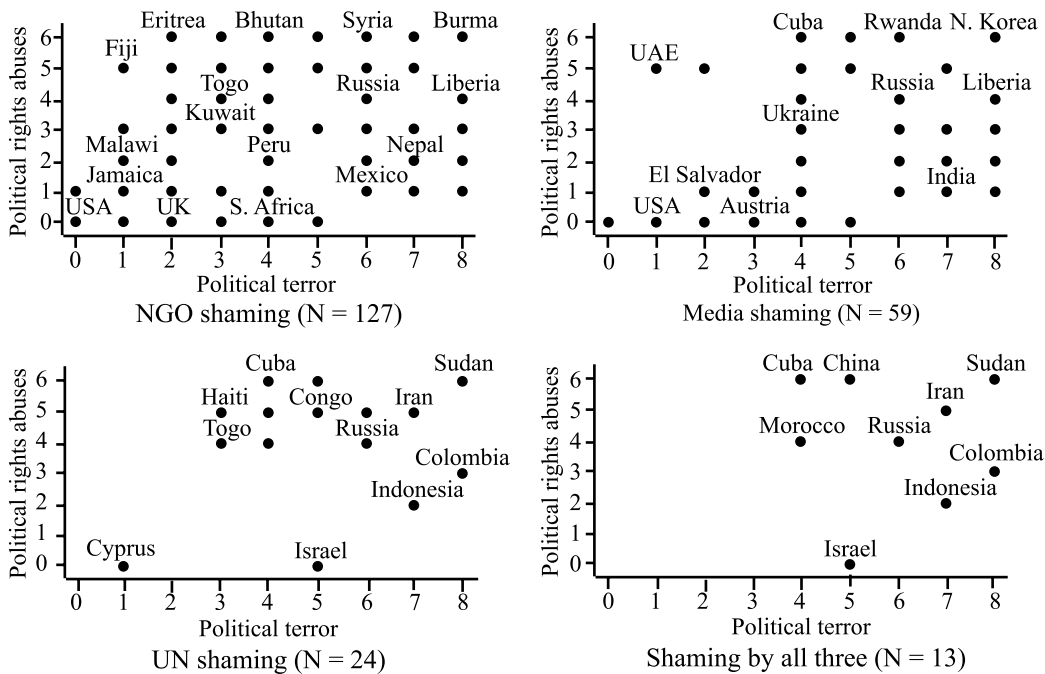 Eritrea Bhutan Syria Burma
Fiji
Togo Russia Liberia
Kuwait
Malawi Peru Nepal
Jamaica Mexico
USA UK S. Africa
Political rights abuses
6
5
4
3
2
1
0
0 1 2 3 4 5 6 7 8
Political terror
NGO shaming (N = 127)
Cuba Rwanda N. Korea
UAE
Russia Liberia
Ukraine
El Salvador India
USA Austria
Political rights abuses
6
5
4
3
2
1
0
0 1 2 3 4 5 6 7 8
Political terror
Media shaming (N = 59)
Cuba Sudan
Haiti Congo Iran
Togo Russia
Colombia
Indonesia
Cyprus Israel
Political rights abuses
6
5
4
3
2
1
0
0 1 2 3 4 5 6 7 8
Political terror
UN shaming (N = 24)
Cuba China Sudan
Iran
Morocco Russia
Colombia
Indonesia
Israel
Political rights abuses
6
5
4
3
2
1
0
0 1 2 3 4 5 6 7 8
Political terror
Shaming by all three (N = 13)